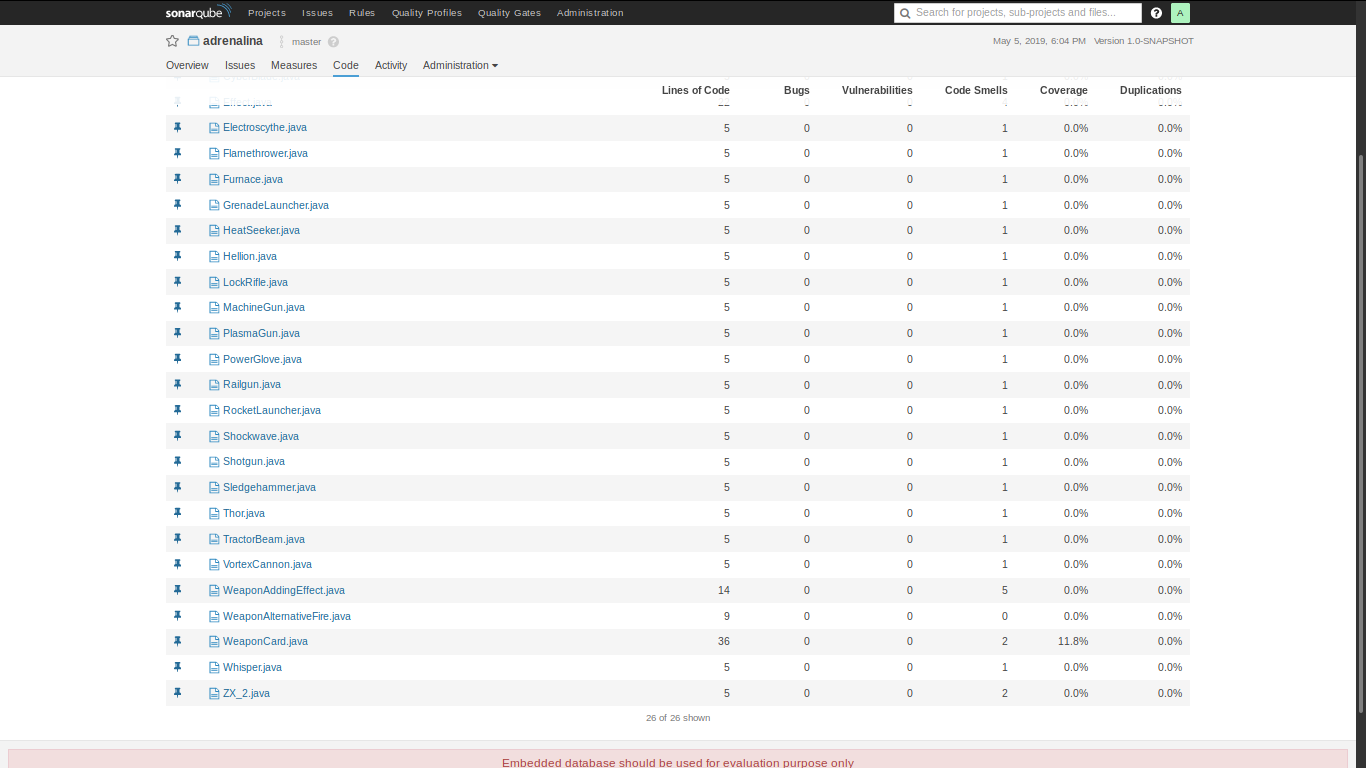 sonarqube Projects Issues Rules Quality Profiles Quality Gates Administration Search for projects, sub-projects and files... ? A
adrenalina master ? May 5, 2019, 6:04 PM Version 1.0-SNAPSHOT
Overview Issues Measures Code Activity Administration
Lines of Code Bugs Vulnerabilities Code Smells Coverage Duplications
Effect.java
Electroscythe.java 5 0 0 1 0.0% 0.0%
Flamethrower.java 5 0 0 1 0.0% 0.0%
Furnace.java 5 0 0 1 0.0% 0.0%
GrenadeLauncher.java 5 0 0 1 0.0% 0.0%
HeatSeeker.java 5 0 0 1 0.0% 0.0%
Hellion.java 5 0 0 1 0.0% 0.0%
LockRifle.java 5 0 0 1 0.0% 0.0%
MachineGun.java 5 0 0 1 0.0% 0.0%
PlasmaGun.java 5 0 0 1 0.0% 0.0%
PowerGlove.java 5 0 0 1 0.0% 0.0%
Railgun.java 5 0 0 1 0.0% 0.0%
RocketLauncher.java 5 0 0 1 0.0% 0.0%
Shockwave.java 5 0 0 1 0.0% 0.0%
Shotgun.java 5 0 0 1 0.0% 0.0%
Sledgehammer.java 5 0 0 1 0.0% 0.0%
Thor.java 5 0 0 1 0.0% 0.0%
TractorBeam.java 5 0 0 1 0.0% 0.0%
VortexCannon.java 5 0 0 1 0.0% 0.0%
WeaponAddingEffect.java 14 0 0 5 0.0% 0.0%
WeaponAlternativeFire.java 9 0 0 0 0.0% 0.0%
WeaponCard.java 36 0 0 2 11.8% 0.0%
Whisper.java 5 0 0 1 0.0% 0.0%
ZX_2.java 5 0 0 2 0.0% 0.0%
26 of 26 shown
Embedded database should be used for evaluation purpose only